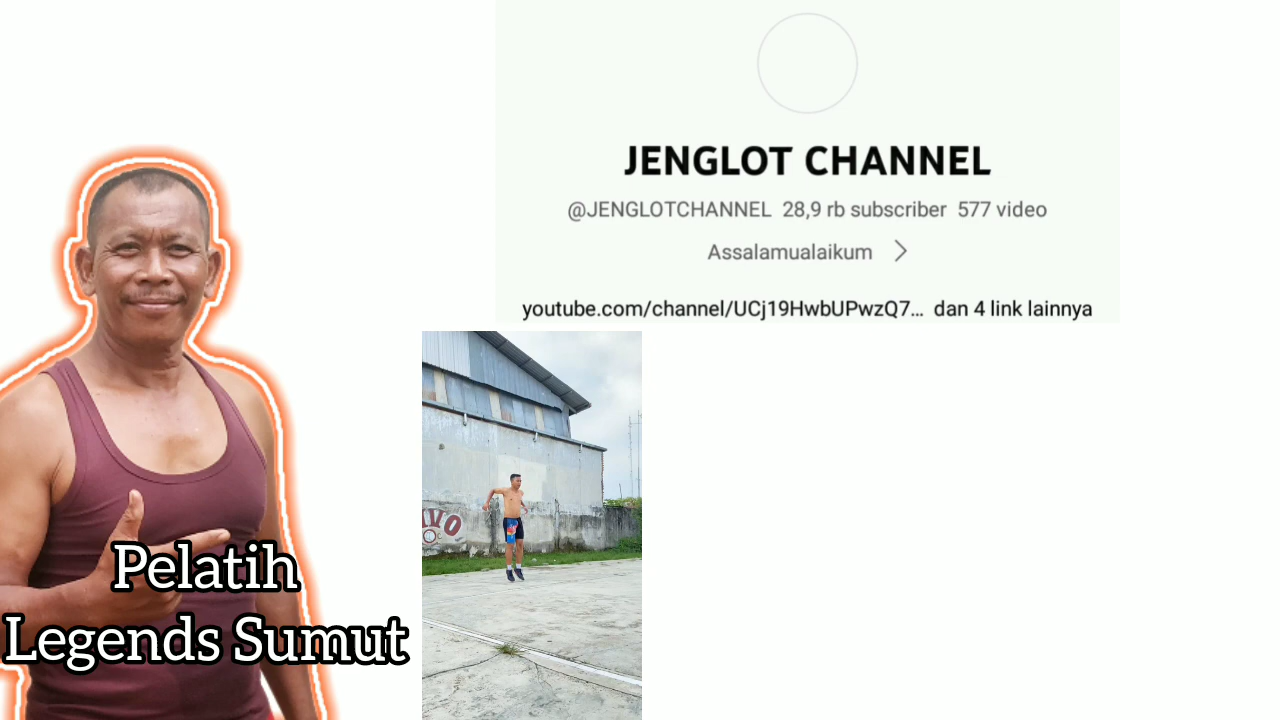 JENGLOT CHANNEL
@JENGLOTCHANNEL 28,9 rb subscriber 577 video
Assalamualaikum
youtube.com/channel/UCj19HwbUPwzQ7... dan 4 link lainnya
Pelatih
Legends Sumut